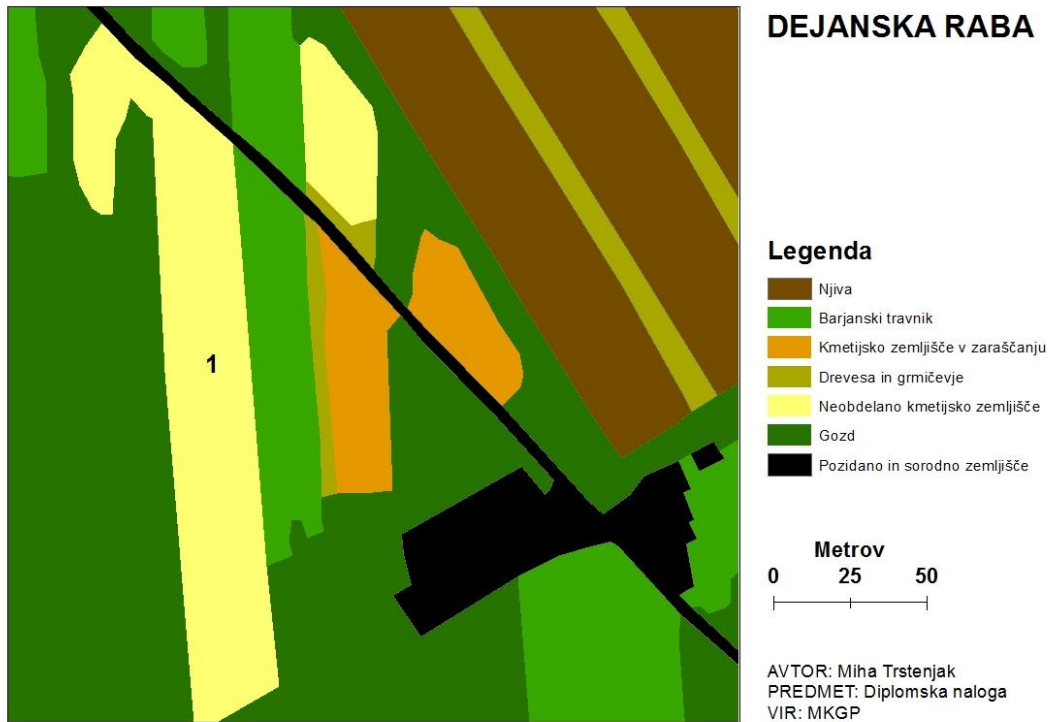 DEJANSKA RABA
1
Legenda
Njiva
Barjanski travnik
Kmetijsko zemljišče v zaraščanju
Drevesa in grmičevje
Neobdelano kmetijsko zemljišče
Gozd
Pozidano in sorodno zemljišče
Metrov
0 25 50
AVTOR: Miha Trstenjak
PREDMET: Diplomska naloga
VIR: MKGP